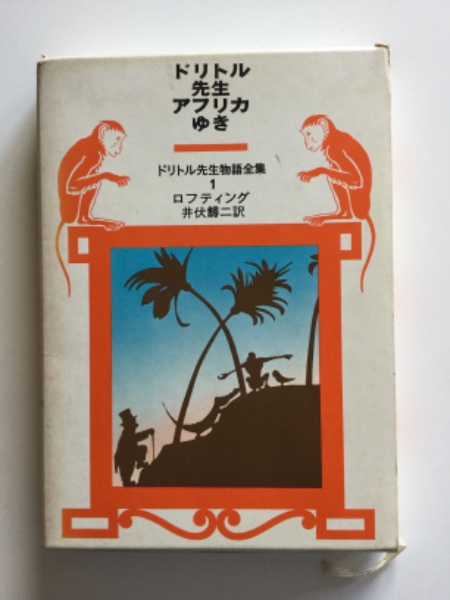 ドリトル
先生
アフリカ
ゆき
ドリトル先生物語全集
1
ロフティング
井伏鱒二訳